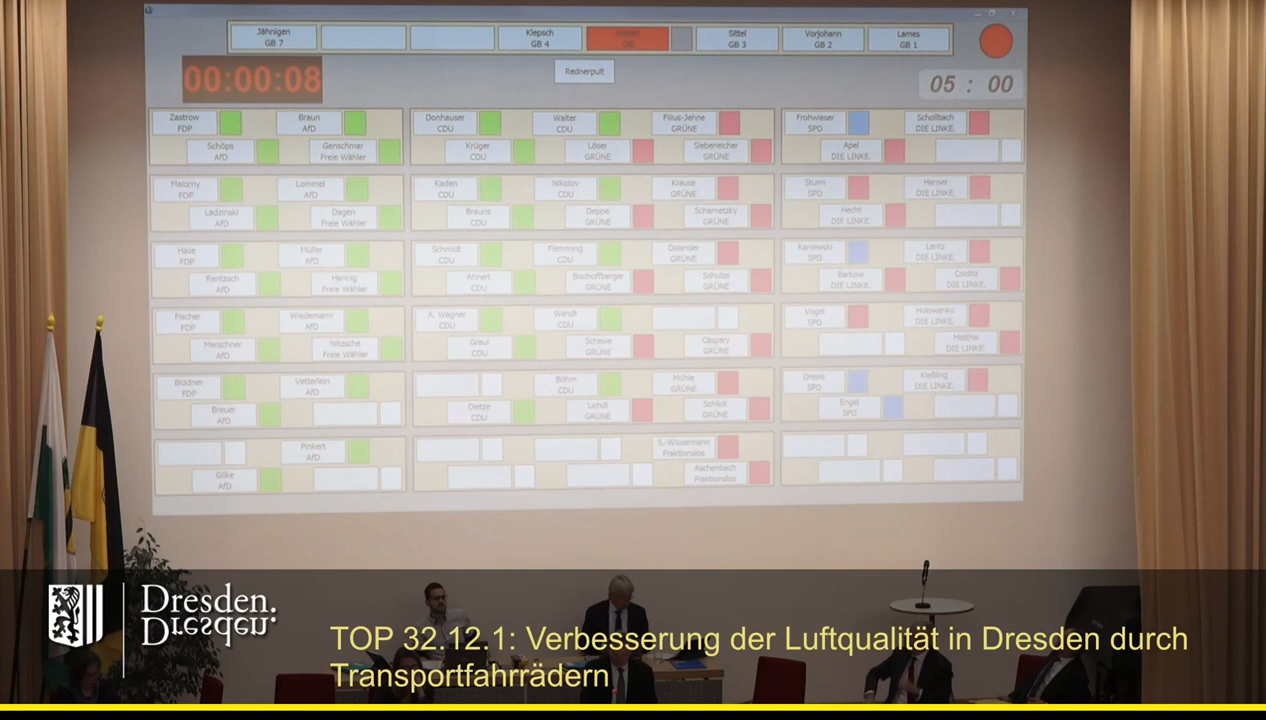 Jähnigen
GB 7
Klepsch
GB 4
Sittel
GB 3
Vorjohann
GB 2
Lames
GB 1
Rednerpult
00:00:08
05 : 00
Zastrow
FDP
Braun
AfD
Schöps
AfD
Genschmar
Freie Wähler
Donhauser
CDU
Walter
CDU
Filius-Jehne
GRÜNE
Krüger
CDU
Löser
GRÜNE
Siebeneicher
GRÜNE
Frohwieser
SPD
Schollbach
DIE LINKE.
Apel
DIE LINKE.
Malorny
FDP
Lommel
AfD
Ladzinski
AfD
Dagen
Freie Wähler
Kaden
CDU
Nikolov
CDU
Krause
GRÜNE
Brauns
CDU
Deppe
GRÜNE
Scharnetzky
GRÜNE
Sturm
SPD
Hanser
DIE LINKE.
Hecht
DIE LINKE.
Hase
FDP
Müller
AfD
Rentzsch
AfD
Hannig
Freie Wähler
Schmidt
CDU
Flemming
CDU
Osiander
GRÜNE
Ahnert
CDU
Bischoffberger
GRÜNE
Schulze
GRÜNE
Kaniewski
SPD
Lentz
DIE LINKE.
Barkow
DIE LINKE.
Colditz
DIE LINKE.
Fischer
FDP
Wiedemann
AfD
Marschner
AfD
Nitzsche
Freie Wähler
A. Wagner
CDU
Wendt
CDU
Graul
CDU
Schewe
GRÜNE
Caspary
GRÜNE
Vogel
SPD
Holowenko
DIE LINKE.
Matthis
DIE LINKE.
Blödner
FDP
Vetterlein
AfD
Breuer
AfD
Böhm
CDU
Mühle
GRÜNE
Dietze
CDU
Lichdi
GRÜNE
Schlick
GRÜNE
Drews
SPD
Kießling
DIE LINKE.
Engel
SPD
Pinkert
AfD
Gilke
AfD
S.-Wissermann
Fraktionslos
Aschenbach
Fraktionslos
Dresden.
Dresden.
TOP 32.12.1: Verbesserung der Luftqualität in Dresden durch
Transportfahrrädern